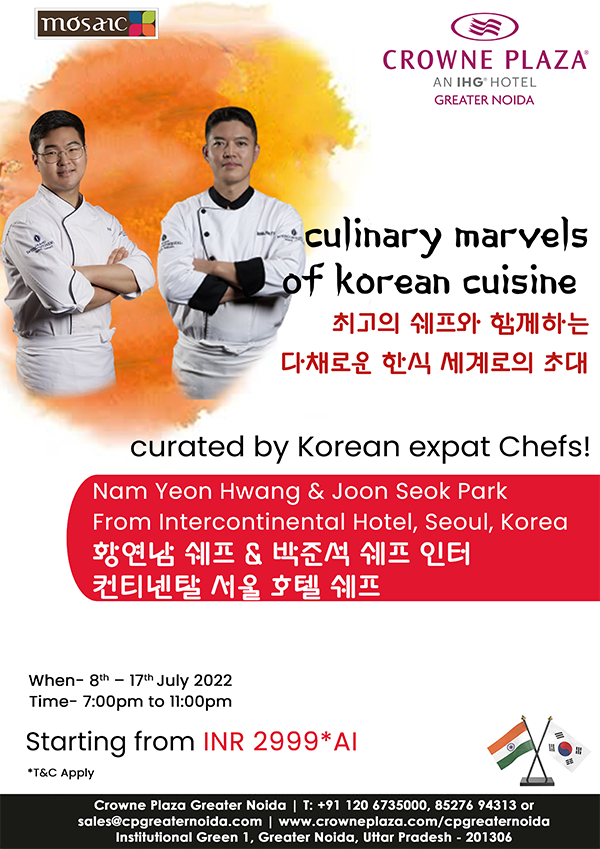 mosaic
CROWNE PLAZA®
AN IHG® HOTEL
GREATER NOIDA
culinary marvels
of korean cuisine
최고의 쉐프와 함께하는
다채로운 한식 세계로의 초대
curated by Korean expat Chefs!
Nam Yeon Hwang & Joon Seok Park
From Intercontinental Hotel, Seoul, Korea
황연남 쉐프 & 박준석 쉐프 인터
컨티넨탈 서울 호텔 쉐프
When- 8th – 17th July 2022
Time- 7:00pm to 11:00pm
Starting from INR 2999*AI
*T&C Apply
Crowne Plaza Greater Noida | T: +91 120 6735000, 85276 94313 or
sales@cpgreaternoida.com | www.crowneplaza.com/cpgreaternoida
Institutional Green 1, Greater Noida, Uttar Pradesh - 201306